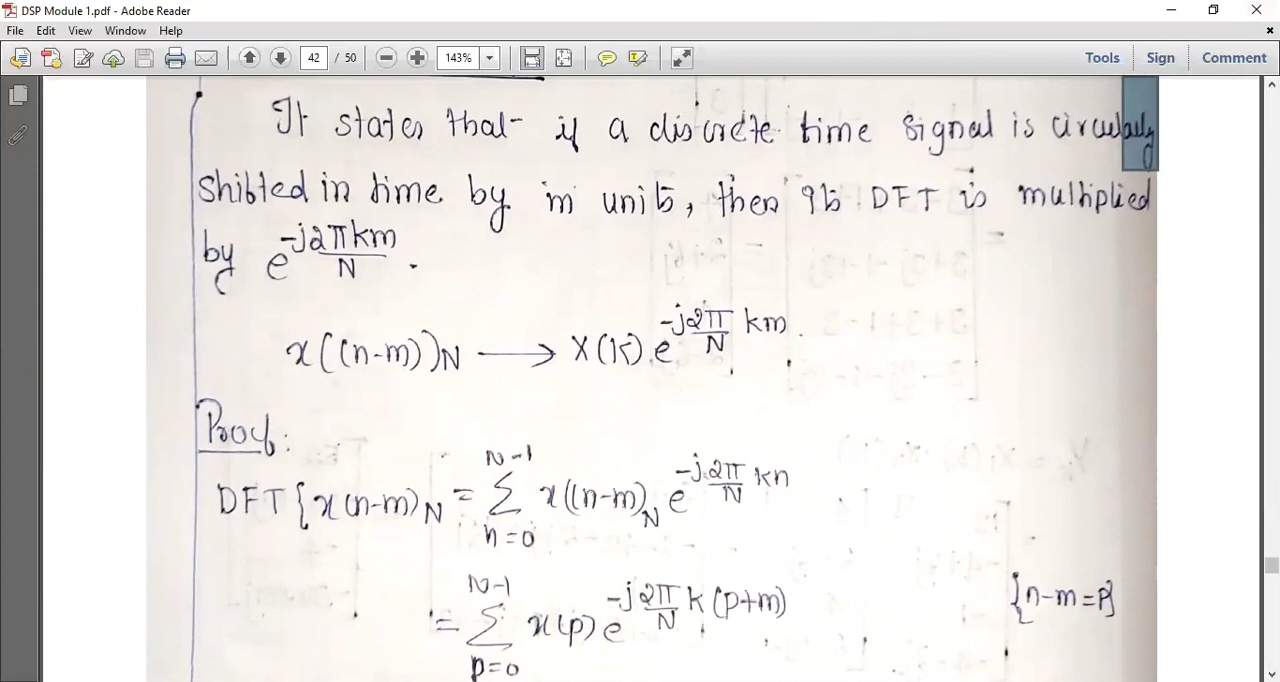 DSP Module 1.pdf - Adobe Reader
File Edit View Window Help
42 / 50 143% Tools Sign Comment
It states that if a discrete time signal is circularly
shifted in time by 'm' units, then its DFT is multiplied
by e^{-j2πkm/N}.
x((n-m))_N ⟶ X(K) e^{-j2π/N km}.
Proof:
DFT{x(n-m)_N = Σ_{n=0}^{N-1} x((n-m)_N e^{-j2π/N kn}
= Σ_{p=0}^{N-1} x(p) e^{-j2π/N k(p+m)} {n-m=P}